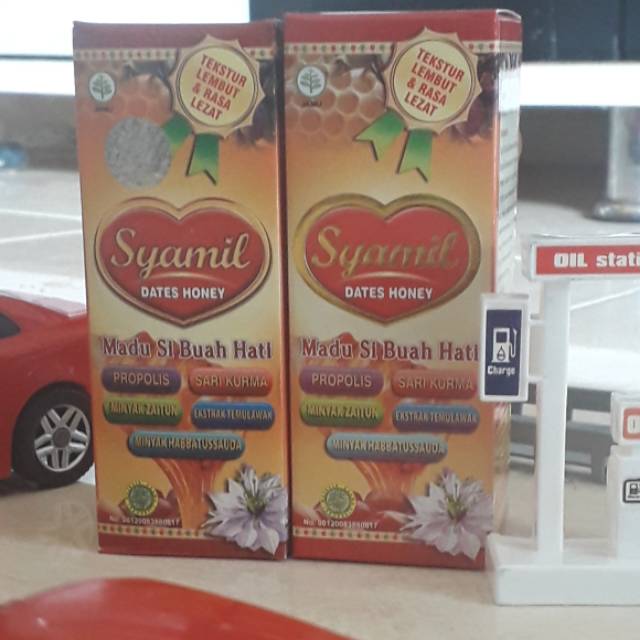 TEKSTUR
LEMBUT
& RASA
LEZAT
JAMU
Syamil
DATES HONEY
Madu SI Buah Hati
PROPOLIS
SARI KURMA
MINYAK ZAITUN
EKSTRAK TEMULAWAK
MINYAK HABBATUSSAUDA
TEKSTUR
LEMBUT
& RASA
LEZAT
JAMU
Syamil
DATES HONEY
Madu SI Buah Hati
PROPOLIS
SARI KURMA
MINYAK ZAITUN
EKSTRAK TEMULAWAK
MINYAK HABBATUSSAUDA
OIL stati
Charge